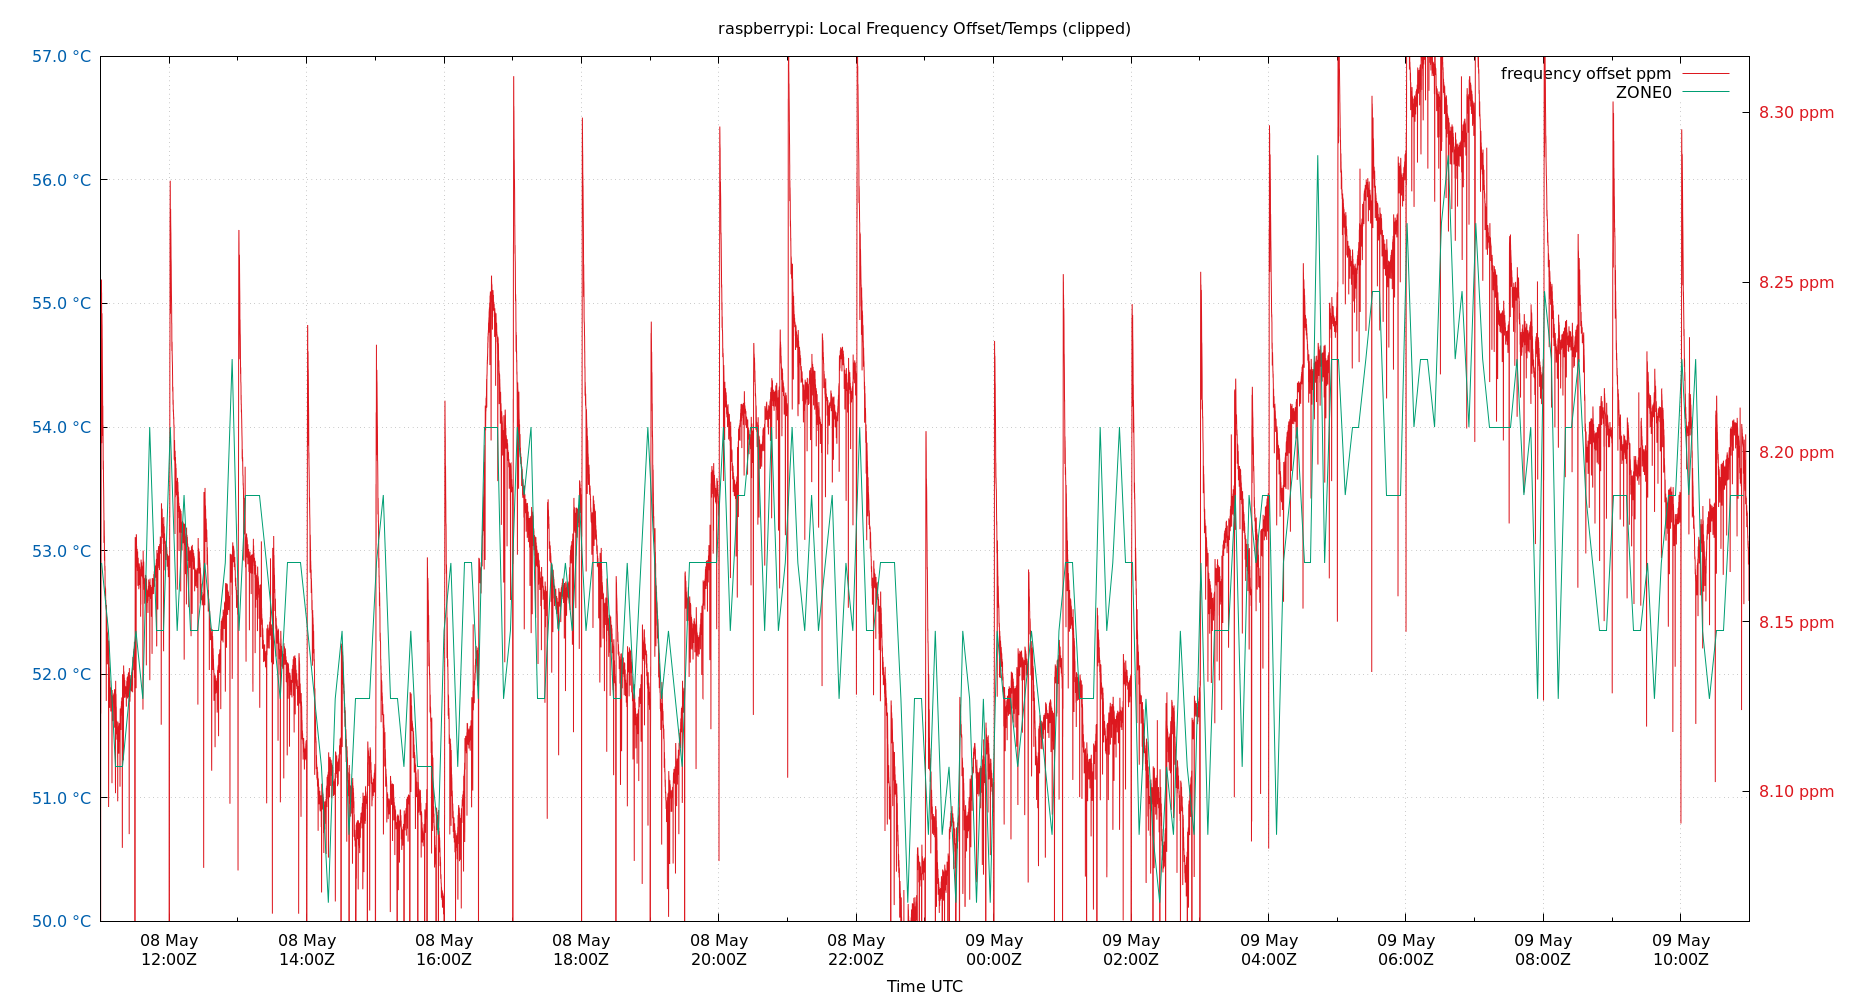 raspberrypi: Local Frequency Offset/Temps (clipped)
57.0 °C
56.0 °C
55.0 °C
54.0 °C
53.0 °C
52.0 °C
51.0 °C
50.0 °C
frequency offset ppm
ZONE0
8.30 ppm
8.25 ppm
8.20 ppm
8.15 ppm
8.10 ppm
08 May
12:00Z
08 May
14:00Z
08 May
16:00Z
08 May
18:00Z
08 May
20:00Z
08 May
22:00Z
09 May
00:00Z
09 May
02:00Z
09 May
04:00Z
09 May
06:00Z
09 May
08:00Z
09 May
10:00Z
Time UTC